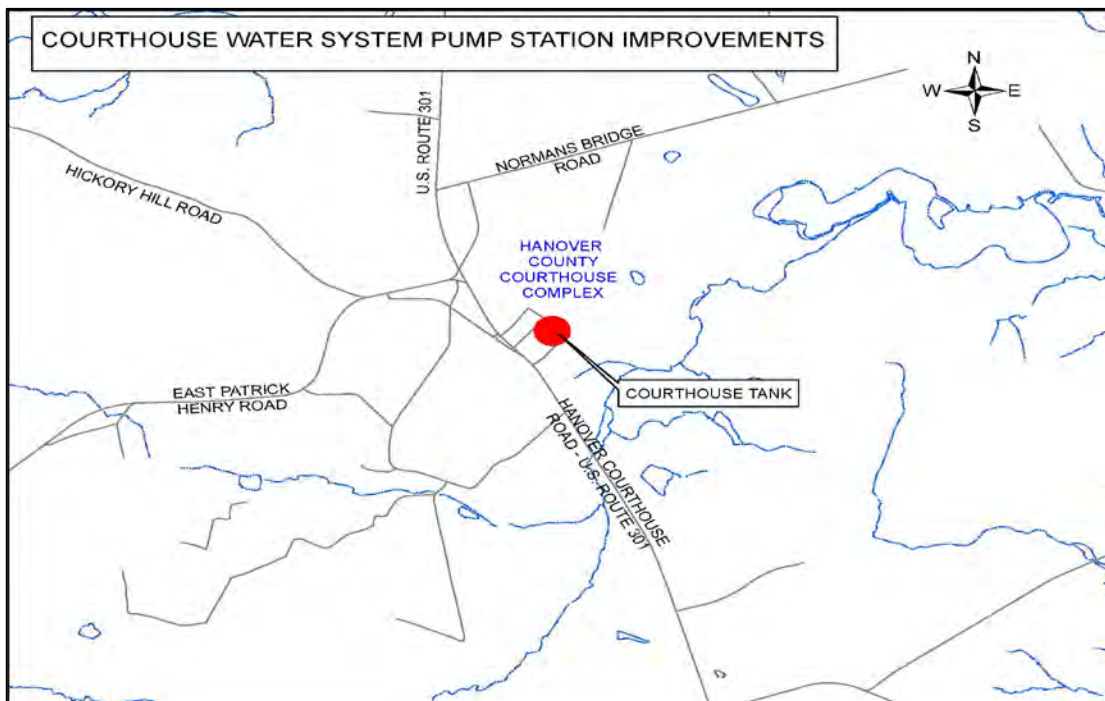 COURTHOUSE WATER SYSTEM PUMP STATION IMPROVEMENTS
N
W E
S
U.S. ROUTE 301
NORMANS BRIDGE
ROAD
HICKORY HILL ROAD
HANOVER
COUNTY
COURTHOUSE
COMPLEX
EAST PATRICK
HENRY ROAD
COURTHOUSE TANK
HANOVER COURTHOUSE
ROAD - U.S. ROUTE 301